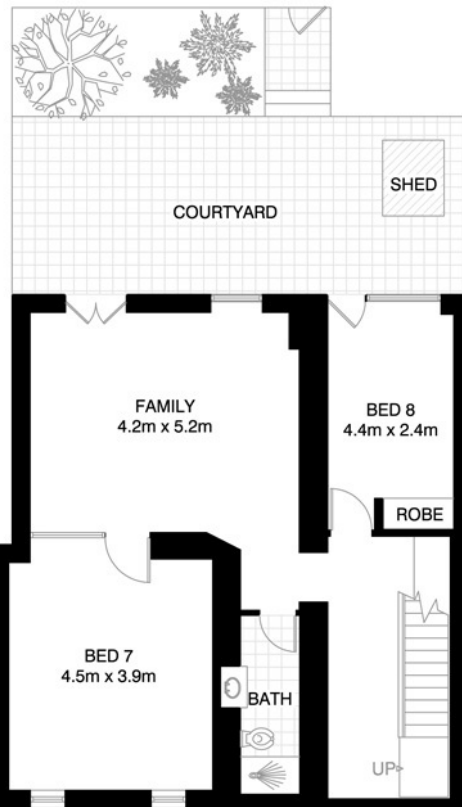 SHED
COURTYARD
FAMILY
4.2m x 5.2m
BED 8
4.4m x 2.4m
ROBE
BED 7
4.5m x 3.9m
BATH
UP